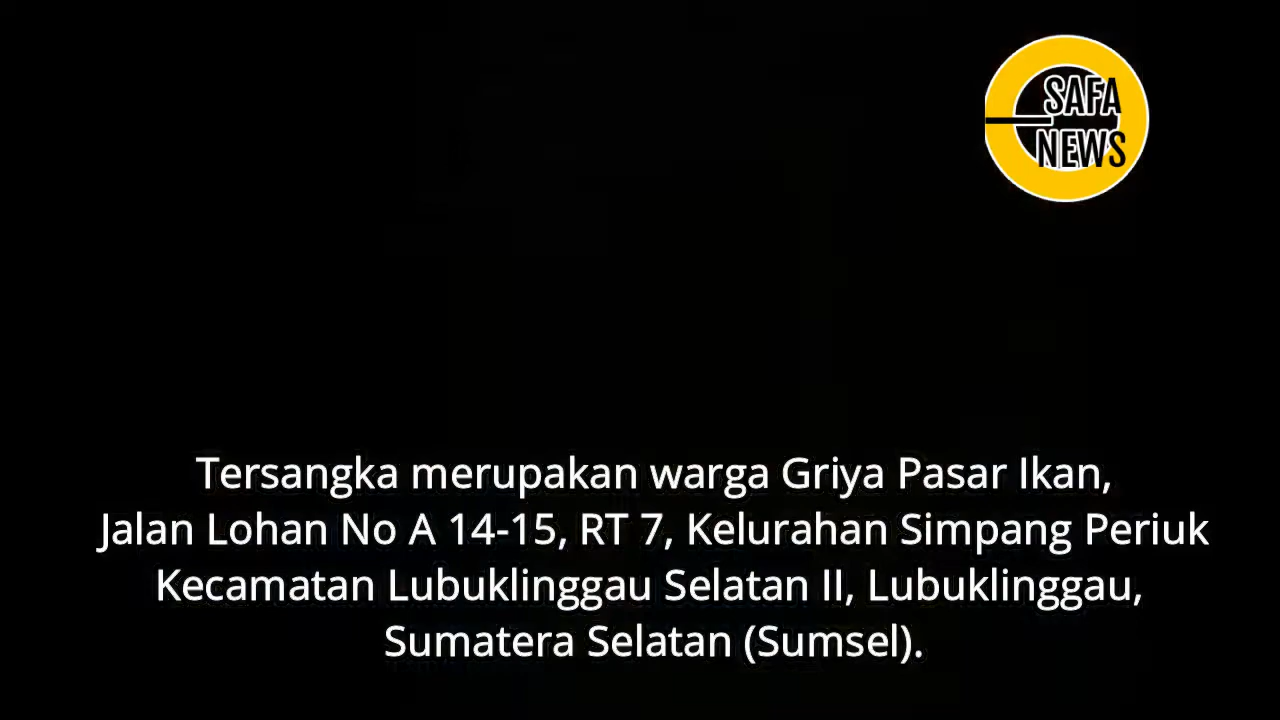 SAFA
NEWS
Tersangka merupakan warga Griya Pasar Ikan,
Jalan Lohan No A 14-15, RT 7, Kelurahan Simpang Periuk
Kecamatan Lubuklinggau Selatan II, Lubuklinggau,
Sumatera Selatan (Sumsel).